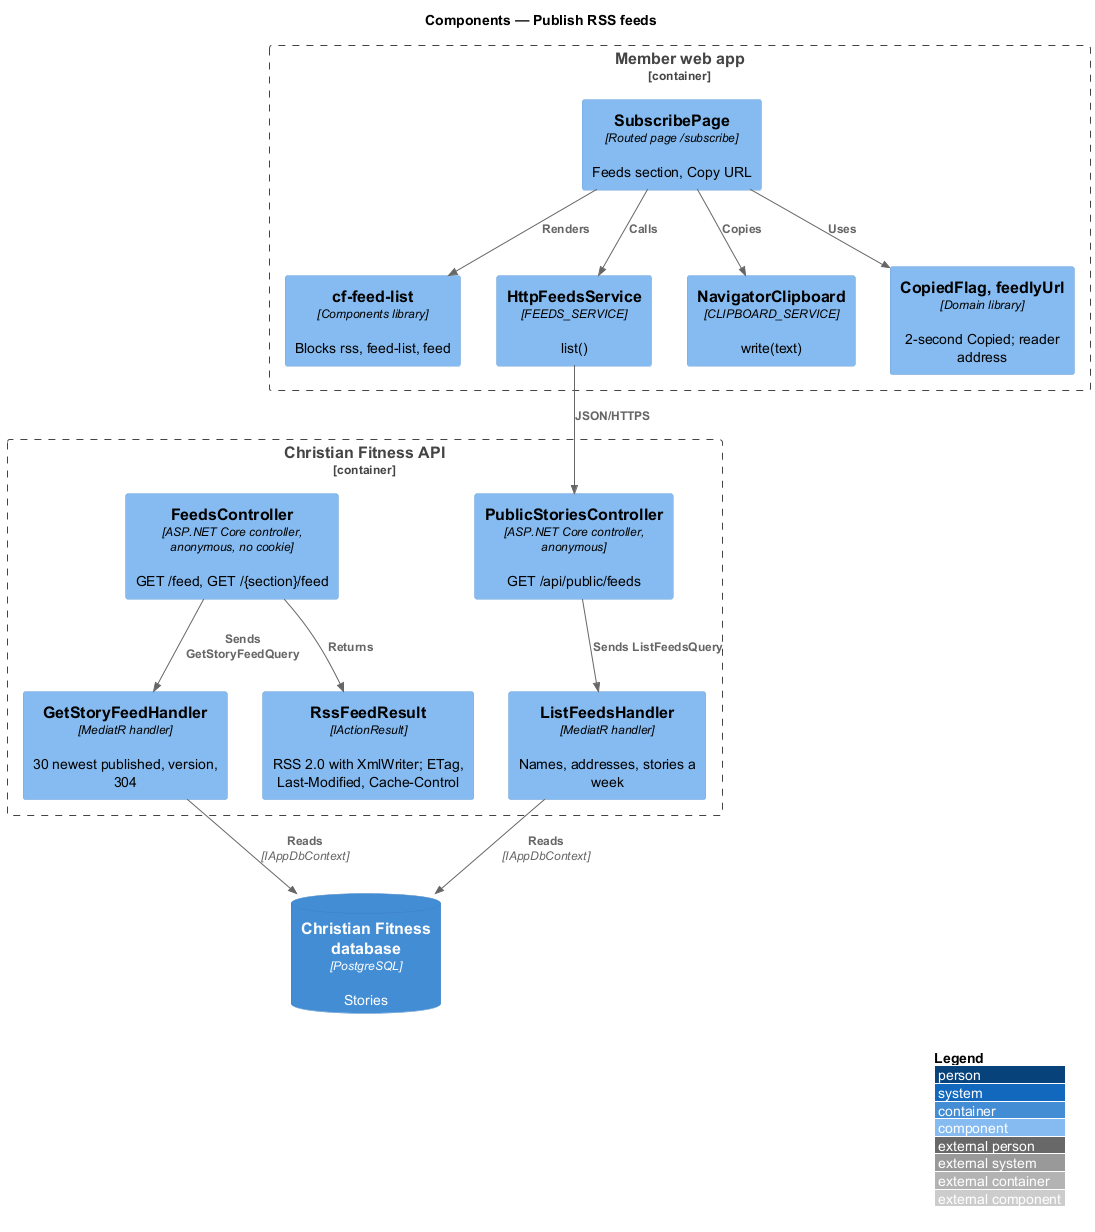 Components — Publish RSS feeds
Member web app
[container]
SubscribePage
[Routed page /subscribe]
Feeds section, Copy URL
Renders
Calls
Copies
Uses
cf-feed-list
[Components library]
Blocks rss, feed-list, feed
HttpFeedsService
[FEEDS_SERVICE]
list()
NavigatorClipboard
[CLIPBOARD_SERVICE]
write(text)
CopiedFlag, feedlyUrl
[Domain library]
2-second Copied; reader
address
JSON/HTTPS
Christian Fitness API
[container]
FeedsController
[ASP.NET Core controller,
anonymous, no cookie]
GET /feed, GET /{section}/feed
PublicStoriesController
[ASP.NET Core controller,
anonymous]
GET /api/public/feeds
Sends
GetStoryFeedQuery
Returns
Sends ListFeedsQuery
GetStoryFeedHandler
[MediatR handler]
30 newest published, version,
304
RssFeedResult
[IActionResult]
RSS 2.0 with XmlWriter; ETag,
Last-Modified, Cache-Control
ListFeedsHandler
[MediatR handler]
Names, addresses, stories a
week
Reads
[IAppDbContext]
Reads
[IAppDbContext]
Christian Fitness
database
[PostgreSQL]
Stories
Legend
person
system
container
component
external person
external system
external container
external component